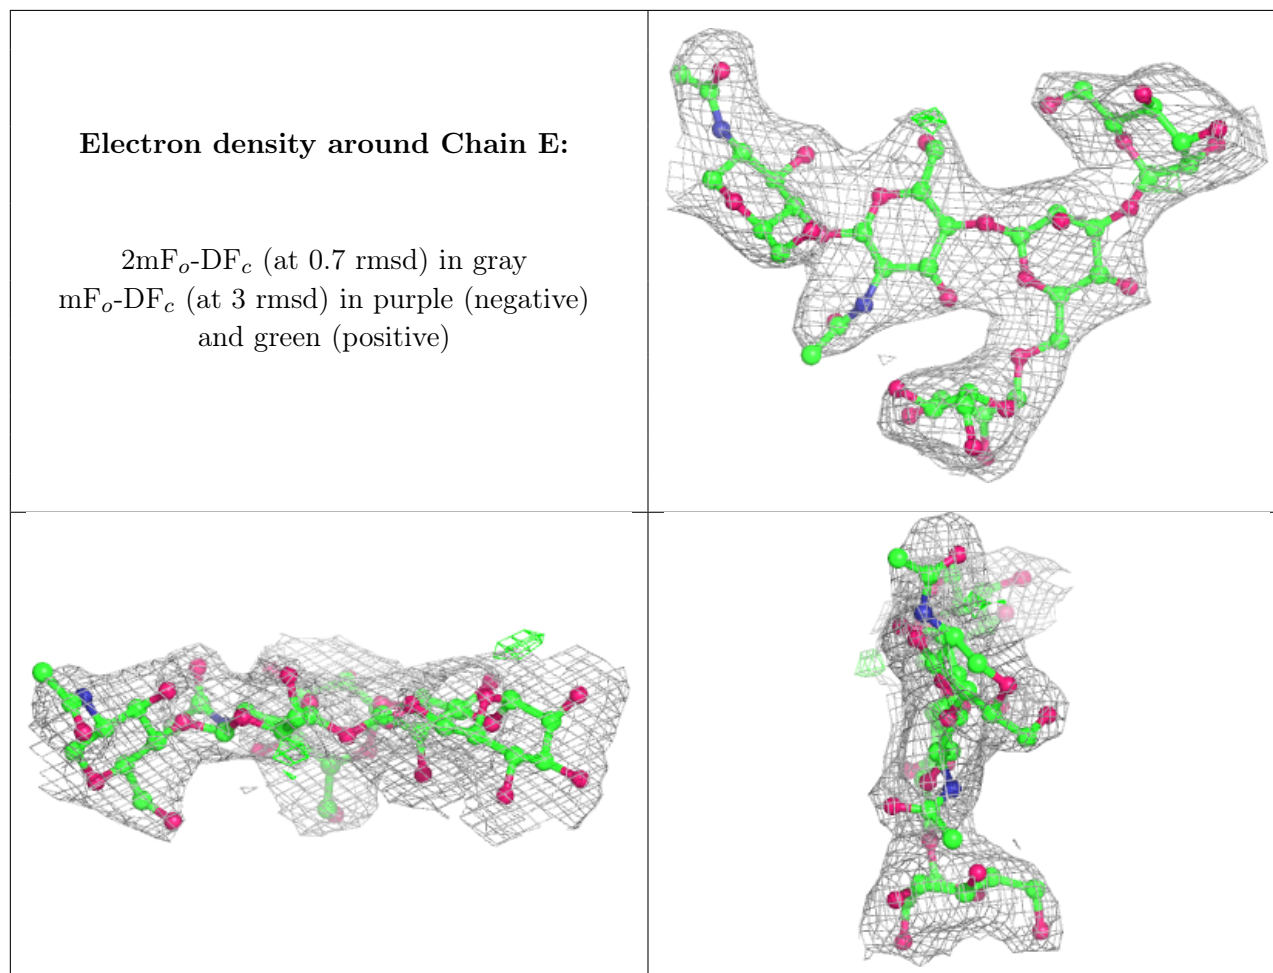 Electron density around Chain E:
2mFo-DFc (at 0.7 rmsd) in gray
mFo-DFc (at 3 rmsd) in purple (negative)
and green (positive)